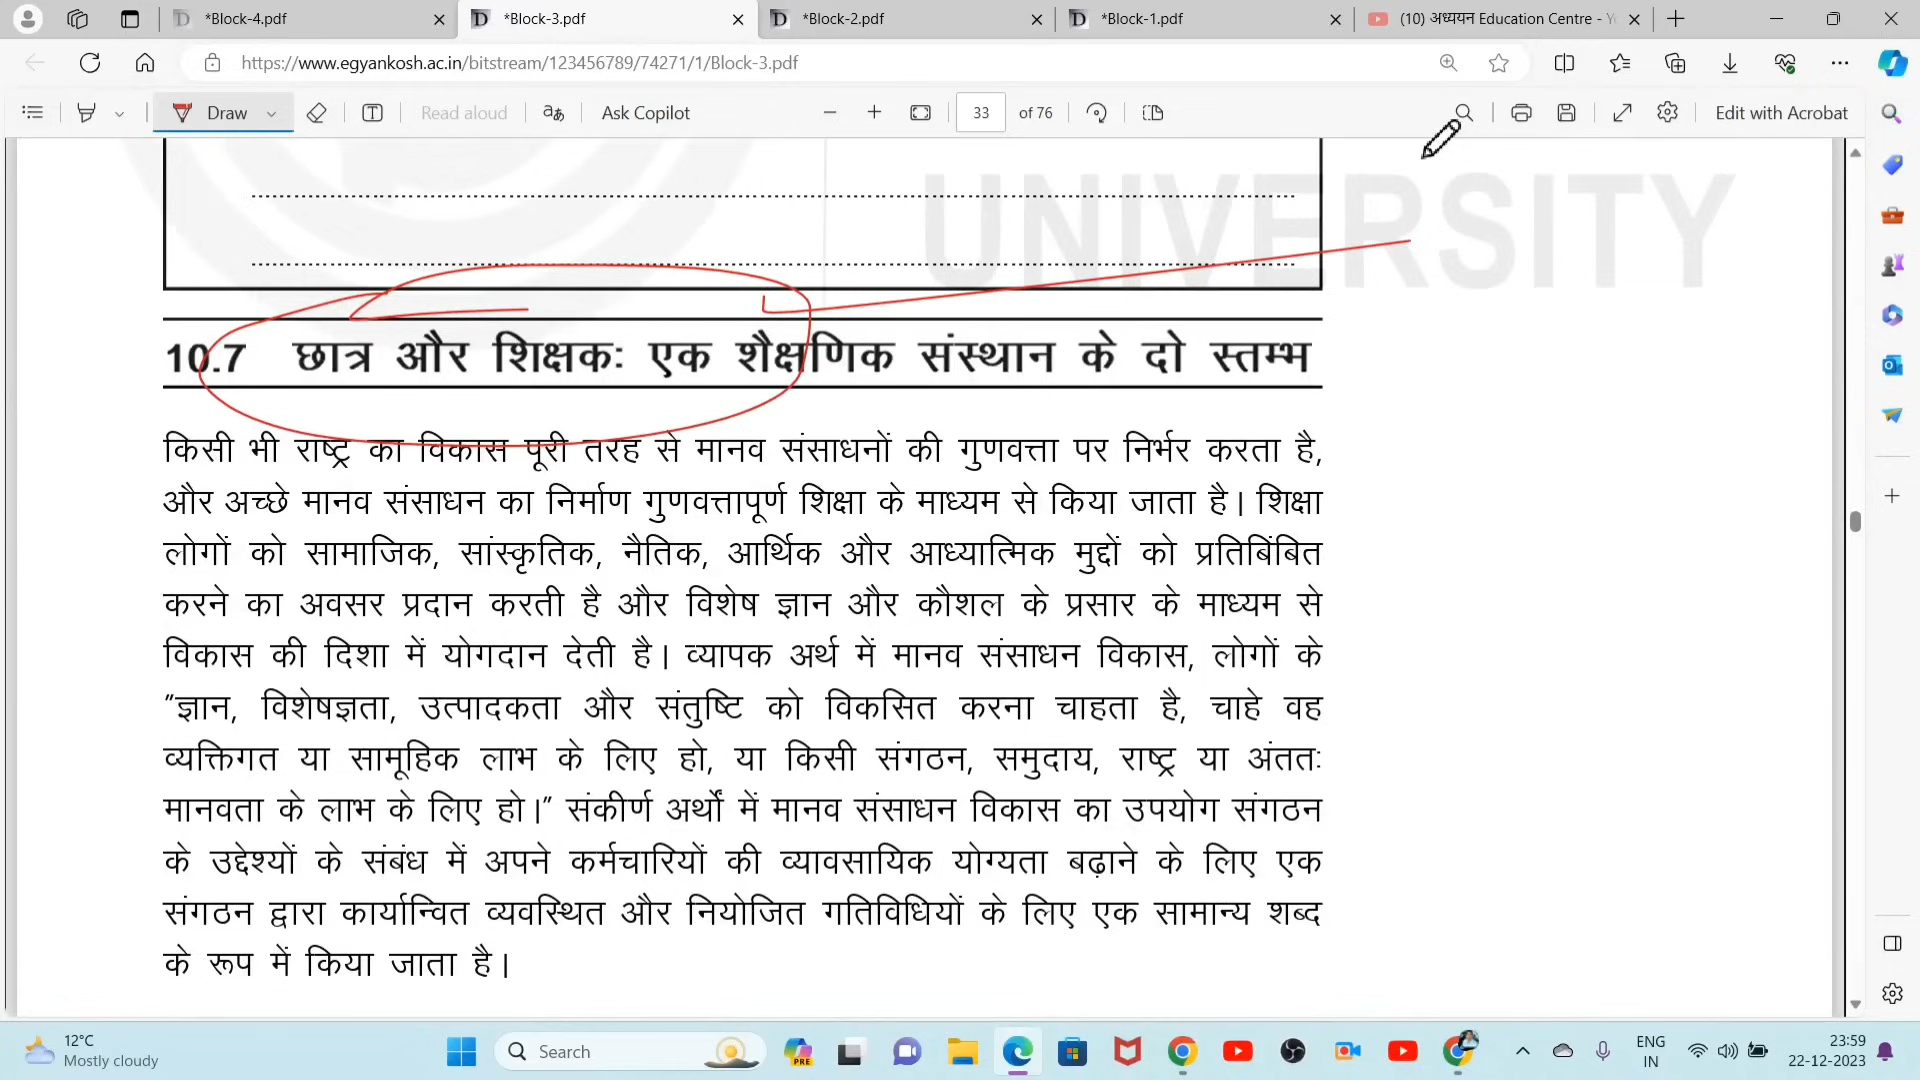 *Block-4.pdf
*Block-3.pdf
*Block-2.pdf
*Block-1.pdf
(10) अध्ययन Education Centre - Y
https://www.egyankosh.ac.in/bitstream/123456789/74271/1/Block-3.pdf
Draw
Read aloud
Ask Copilot
33
of 76
Edit with Acrobat
UNIVERSITY
10.7 छात्र और शिक्षकः एक शैक्षणिक संस्थान के दो स्तम्भ
किसी भी राष्ट्र का विकास पूरी तरह से मानव संसाधनों की गुणवत्ता पर निर्भर करता है,
और अच्छे मानव संसाधन का निर्माण गुणवत्तापूर्ण शिक्षा के माध्यम से किया जाता है। शिक्षा
लोगों को सामाजिक, सांस्कृतिक, नैतिक, आर्थिक और आध्यात्मिक मुद्दों को प्रतिबिंबित
करने का अवसर प्रदान करती है और विशेष ज्ञान और कौशल के प्रसार के माध्यम से
विकास की दिशा में योगदान देती है। व्यापक अर्थ में मानव संसाधन विकास, लोगों के
"ज्ञान, विशेषज्ञता, उत्पादकता और संतुष्टि को विकसित करना चाहता है, चाहे वह
व्यक्तिगत या सामूहिक लाभ के लिए हो, या किसी संगठन, समुदाय, राष्ट्र या अंततः
मानवता के लाभ के लिए हो।" संकीर्ण अर्थों में मानव संसाधन विकास का उपयोग संगठन
के उद्देश्यों के संबंध में अपने कर्मचारियों की व्यावसायिक योग्यता बढ़ाने के लिए एक
संगठन द्वारा कार्यान्वित व्यवस्थित और नियोजित गतिविधियों के लिए एक सामान्य शब्द
के रूप में किया जाता है।
12°C
Mostly cloudy
Search
PRE
ENG
IN
23:59
22-12-2023